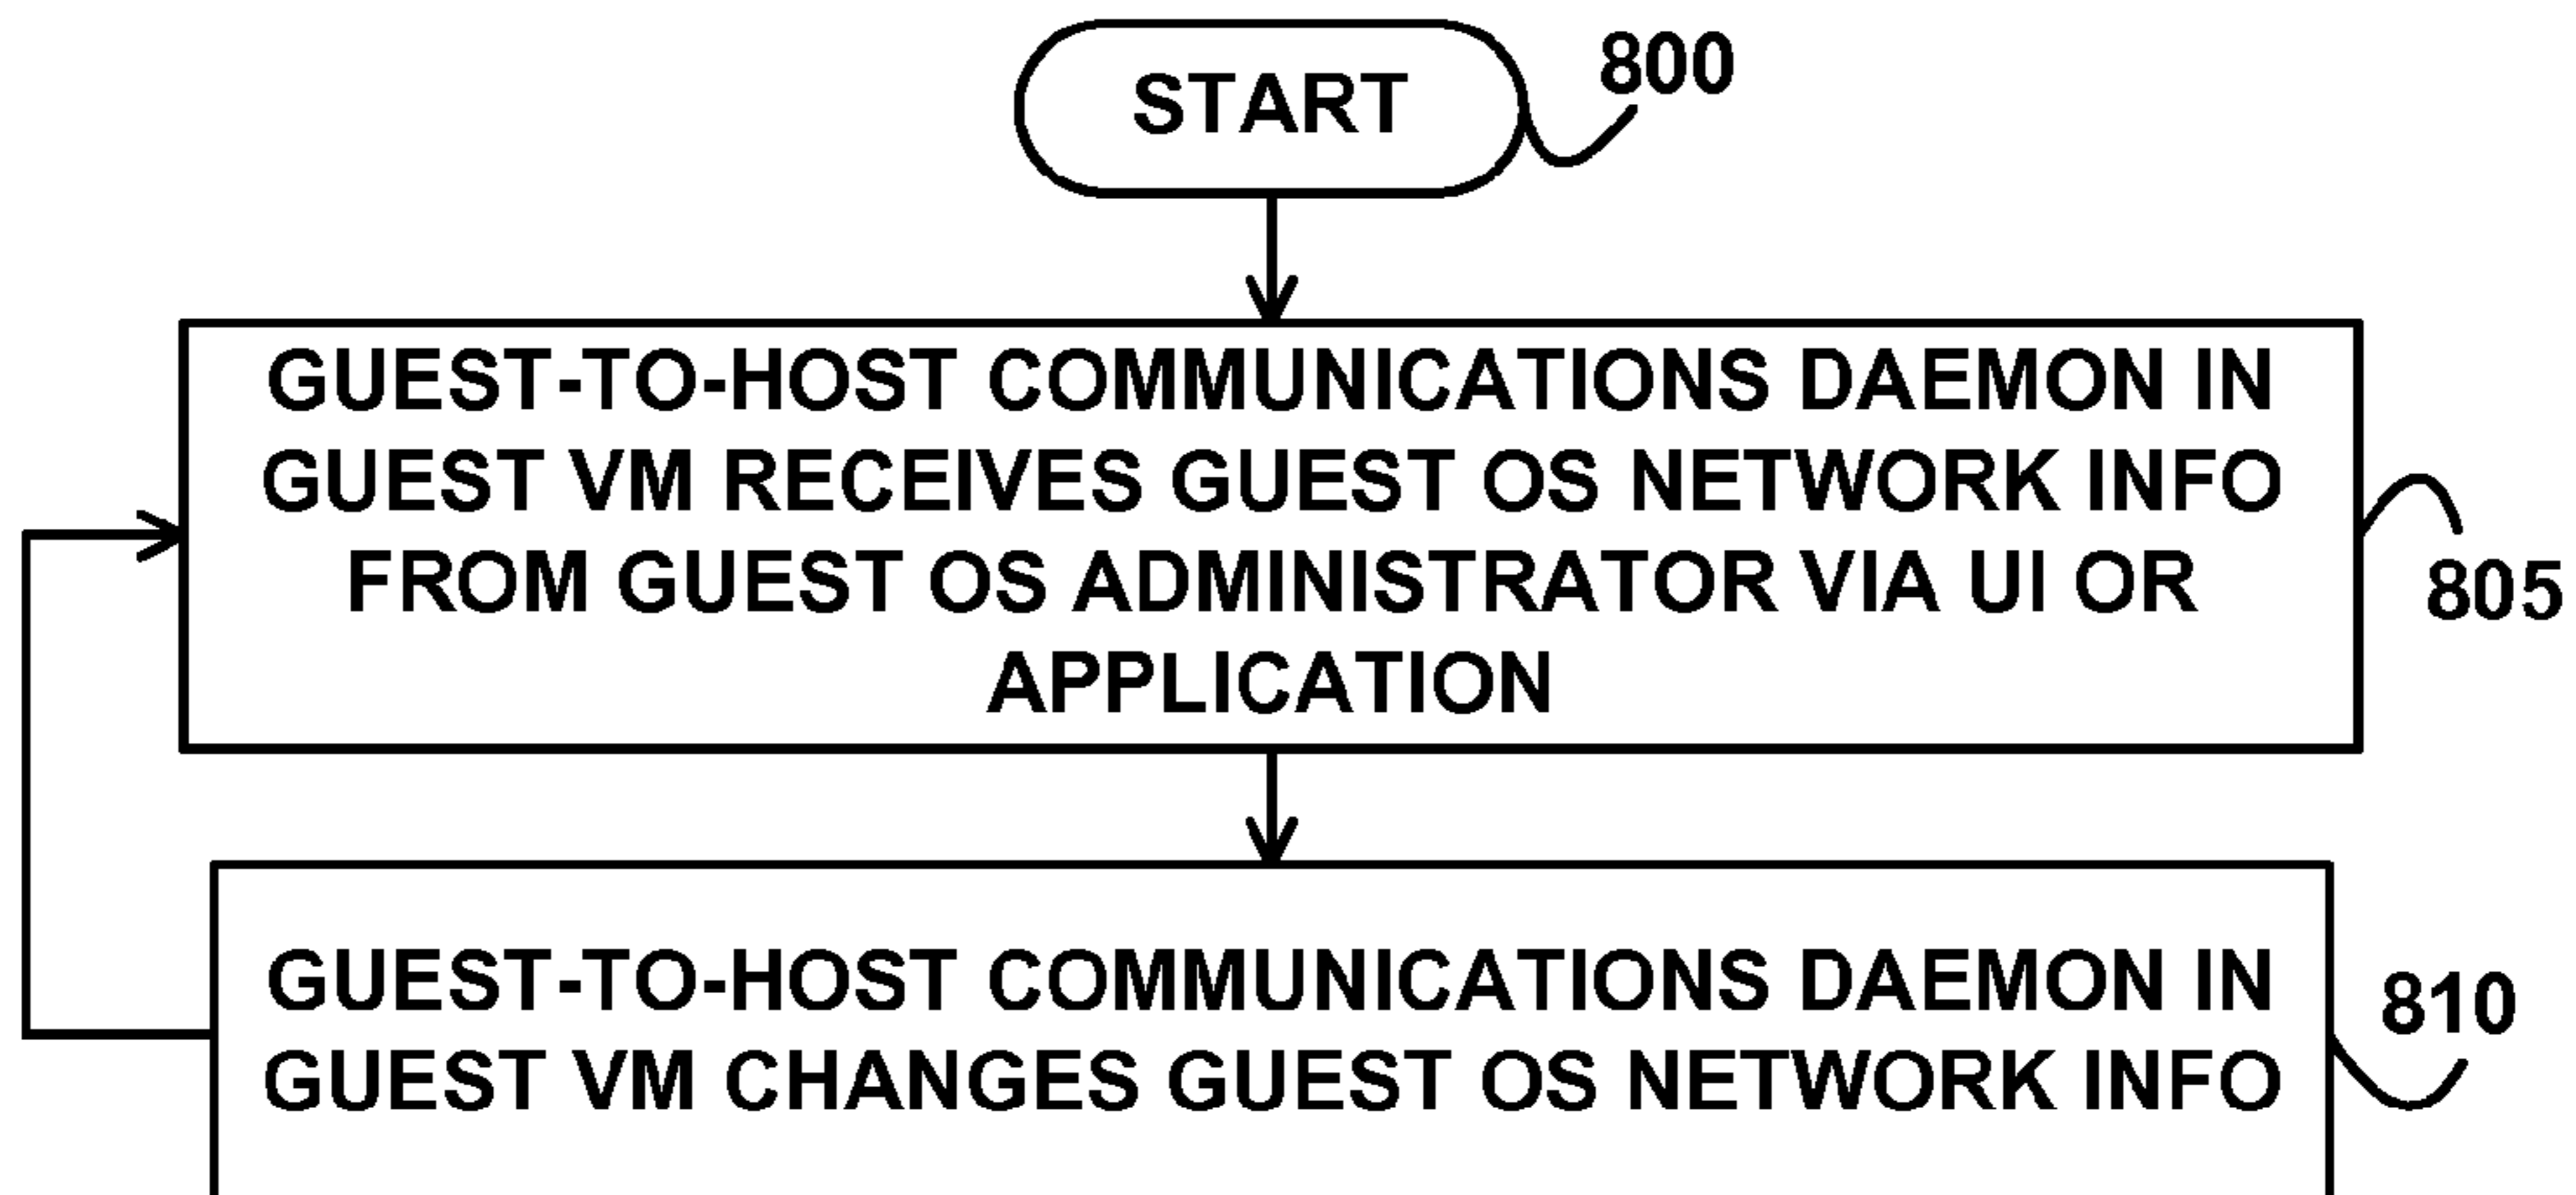 START
800
GUEST-TO-HOST COMMUNICATIONS DAEMON IN
GUEST VM RECEIVES GUEST OS NETWORK INFO
FROM GUEST OS ADMINISTRATOR VIA UI OR
APPLICATION
805
GUEST-TO-HOST COMMUNICATIONS DAEMON IN
GUEST VM CHANGES GUEST OS NETWORK INFO
810